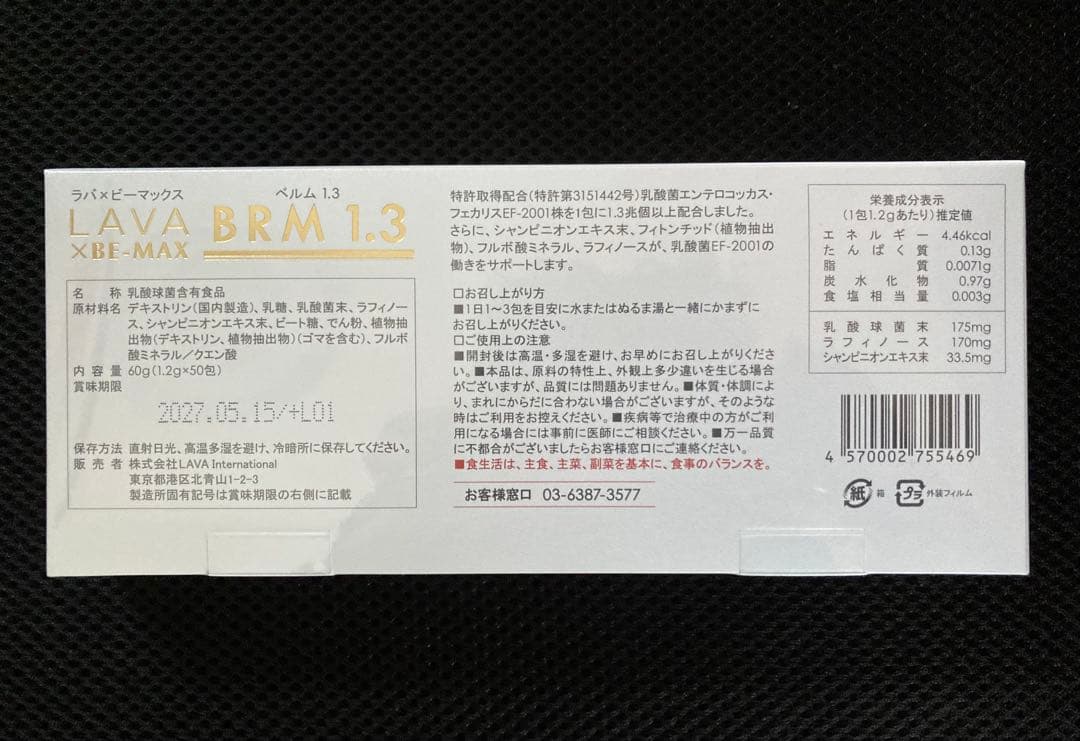 ラバ×ビーマックス
ベルム 1.3
LAVA
×BE-MAX
BRM 1.3
名　称 乳酸球菌含有食品
原材料名 デキストリン(国内製造)、乳糖、乳酸菌末、ラフィノー
ス、シャンピニオンエキス末、ビート糖、でん粉、植物抽
出物(デキストリン、植物抽出物)(ゴマを含む)、フルボ
酸ミネラル／クエン酸
内 容 量 60g(1.2g×50包)
賞味期限
2027.05.15/+L01
保存方法 直射日光、高温多湿を避け、冷暗所に保存してください。
販 売 者 株式会社LAVA International
東京都港区北青山1-2-3
製造所固有記号は賞味期限の右側に記載
特許取得配合(特許第3151442号)乳酸菌エンテロコッカス・
フェカリスEF-2001株を1包に1.3兆個以上配合しました。
さらに、シャンピニオンエキス末、フィトンチッド(植物抽出
物)、フルボ酸ミネラル、ラフィノースが、乳酸菌EF-2001の
働きをサポートします。
□お召し上がり方
■1日1〜3包を目安に水またはぬるま湯と一緒にかまずに
お召し上がりください。
□ご使用上の注意
■開封後は高温・多湿を避け、お早めにお召し上がりくださ
い。■本品は、原料の特性上、外観上多少違いを生じる場合
がございますが、品質には問題ありません。■体質・体調によ
り、まれにからだに合わない場合がございますが、そのような
時はご利用をお控えください。■疾病等で治療中の方がご利
用になる場合には事前に医師にご相談ください。■万一品質
に不都合がございましたらお客様窓口にご連絡ください。
■食生活は、主食、主菜、副菜を基本に、食事のバランスを。
お客様窓口 03-6387-3577
栄養成分表示
(1包1.2gあたり)推定値
エネルギー 4.46kcal
たんぱく質 0.13g
脂質 0.0071g
炭水化物 0.97g
食塩相当量 0.003g
乳酸球菌末 175mg
ラフィノース 170mg
シャンピニオンエキス末 33.5mg
4 570002 755469
紙 箱 プラ 外装フィルム